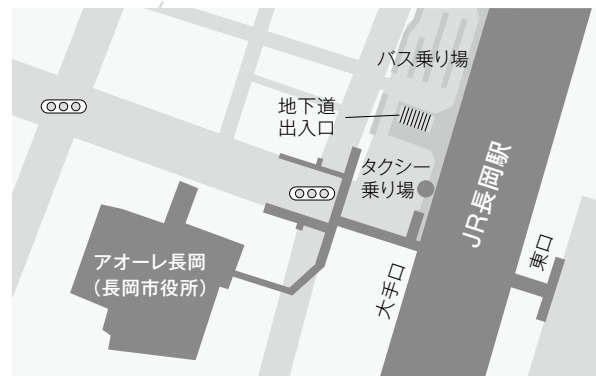 バス乗り場
地下道
出入口
タクシー
乗り場
JR長岡駅
東口
大手口
アオーレ長岡
（長岡市役所）